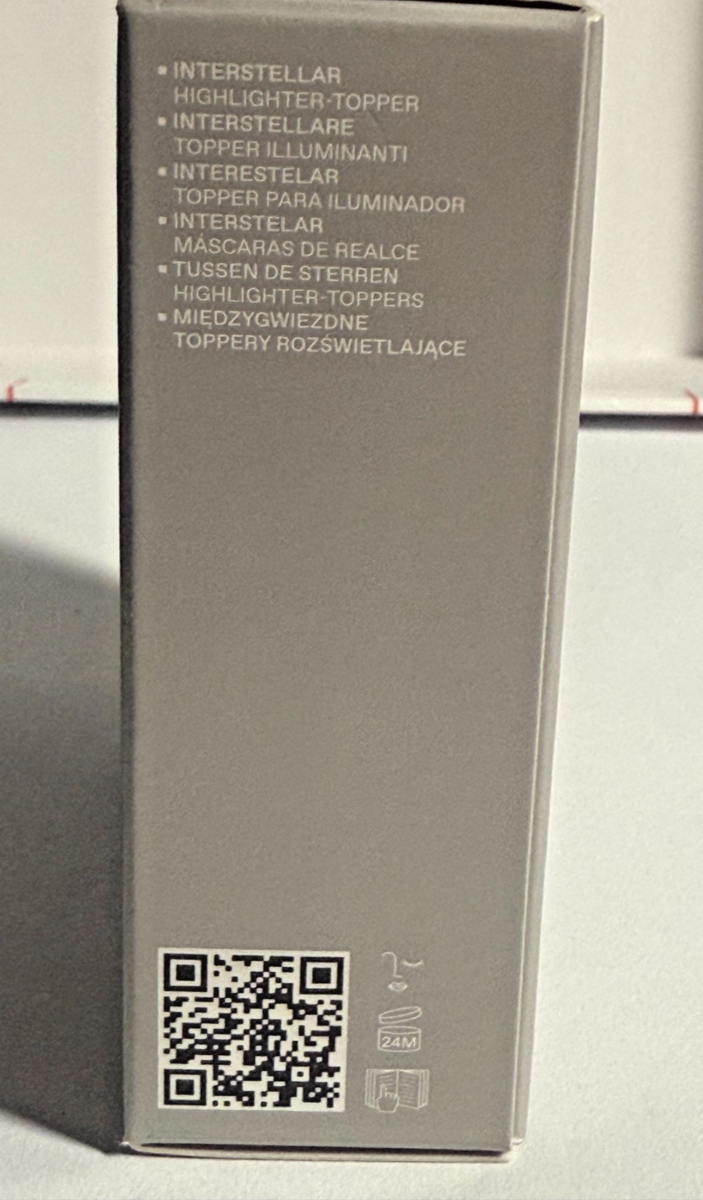 ▪ INTERSTELLAR
HIGHLIGHTER-TOPPER
▪ INTERSTELLARE
TOPPER ILLUMINANTI
▪ INTERESTELAR
TOPPER PARA ILUMINADOR
▪ INTERSTELAR
MÁSCARAS DE REALCE
▪ TUSSEN DE STERREN
HIGHLIGHTER-TOPPERS
▪ MIĘDZYGWIEZDNE
TOPPERY ROZŚWIETLAJĄCE
24M